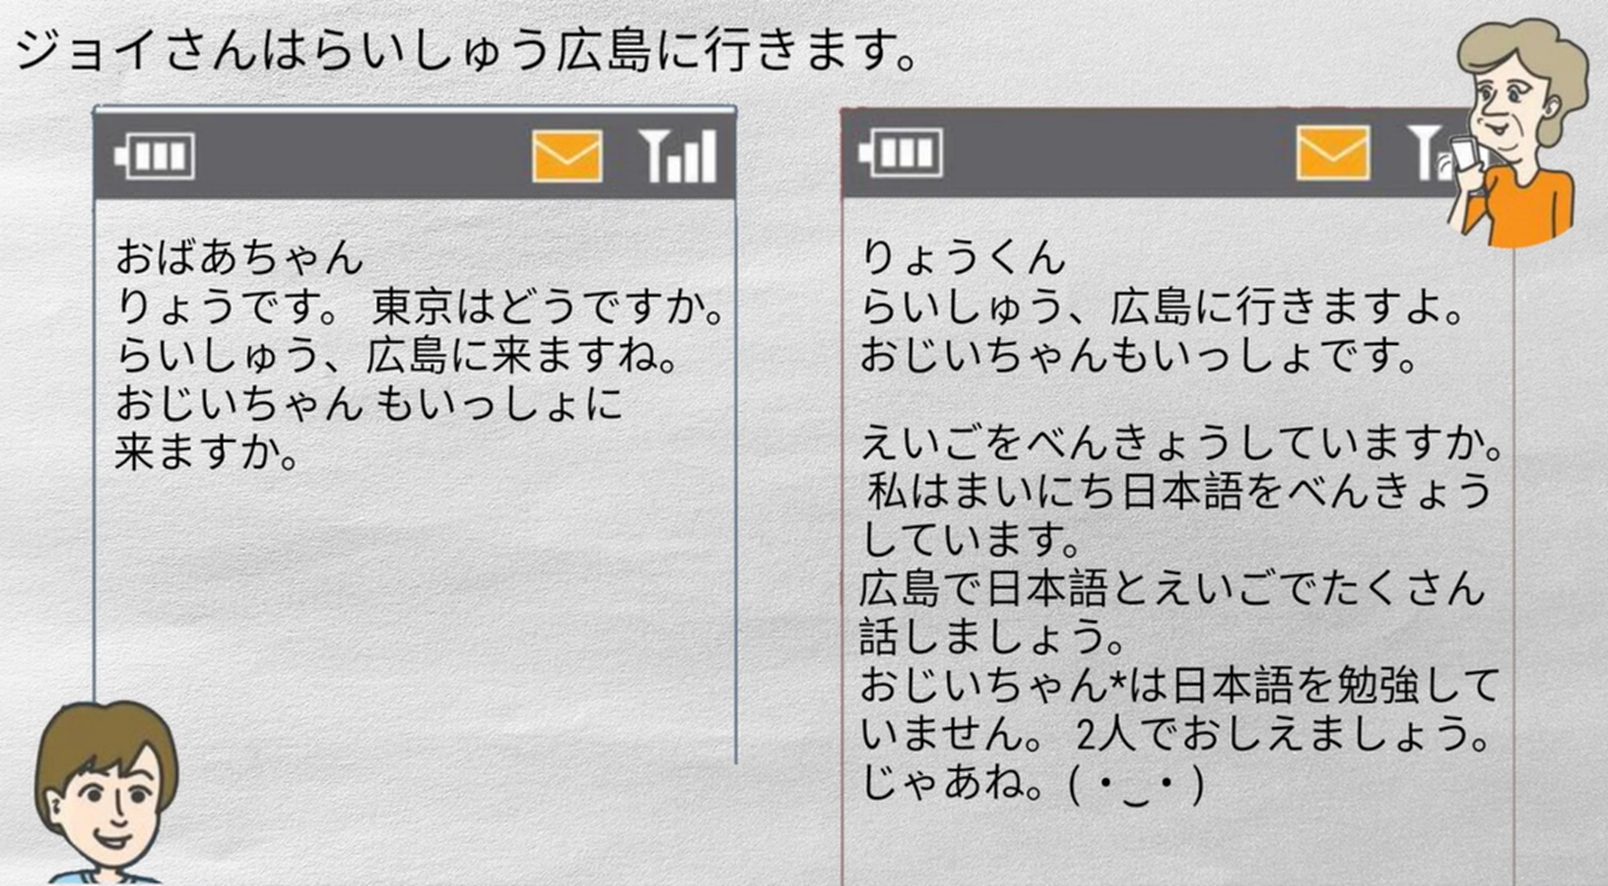 ジョイさんはらいしゅう広島に行きます。
おばあちゃん
りょうです。 東京はどうですか。
らいしゅう、広島に来ますね。
おじいちゃん もいっしょに
来ますか。
りょうくん
らいしゅう、広島に行きますよ。
おじいちゃんもいっしょです。
えいごをべんきょうしていますか。
私はまいにち日本語をべんきょう
しています。
広島で日本語とえいごでたくさん
話しましょう。
おじいちゃん*は日本語を勉強して
いません。 2人でおしえましょう。
じゃあね。(・‿・)